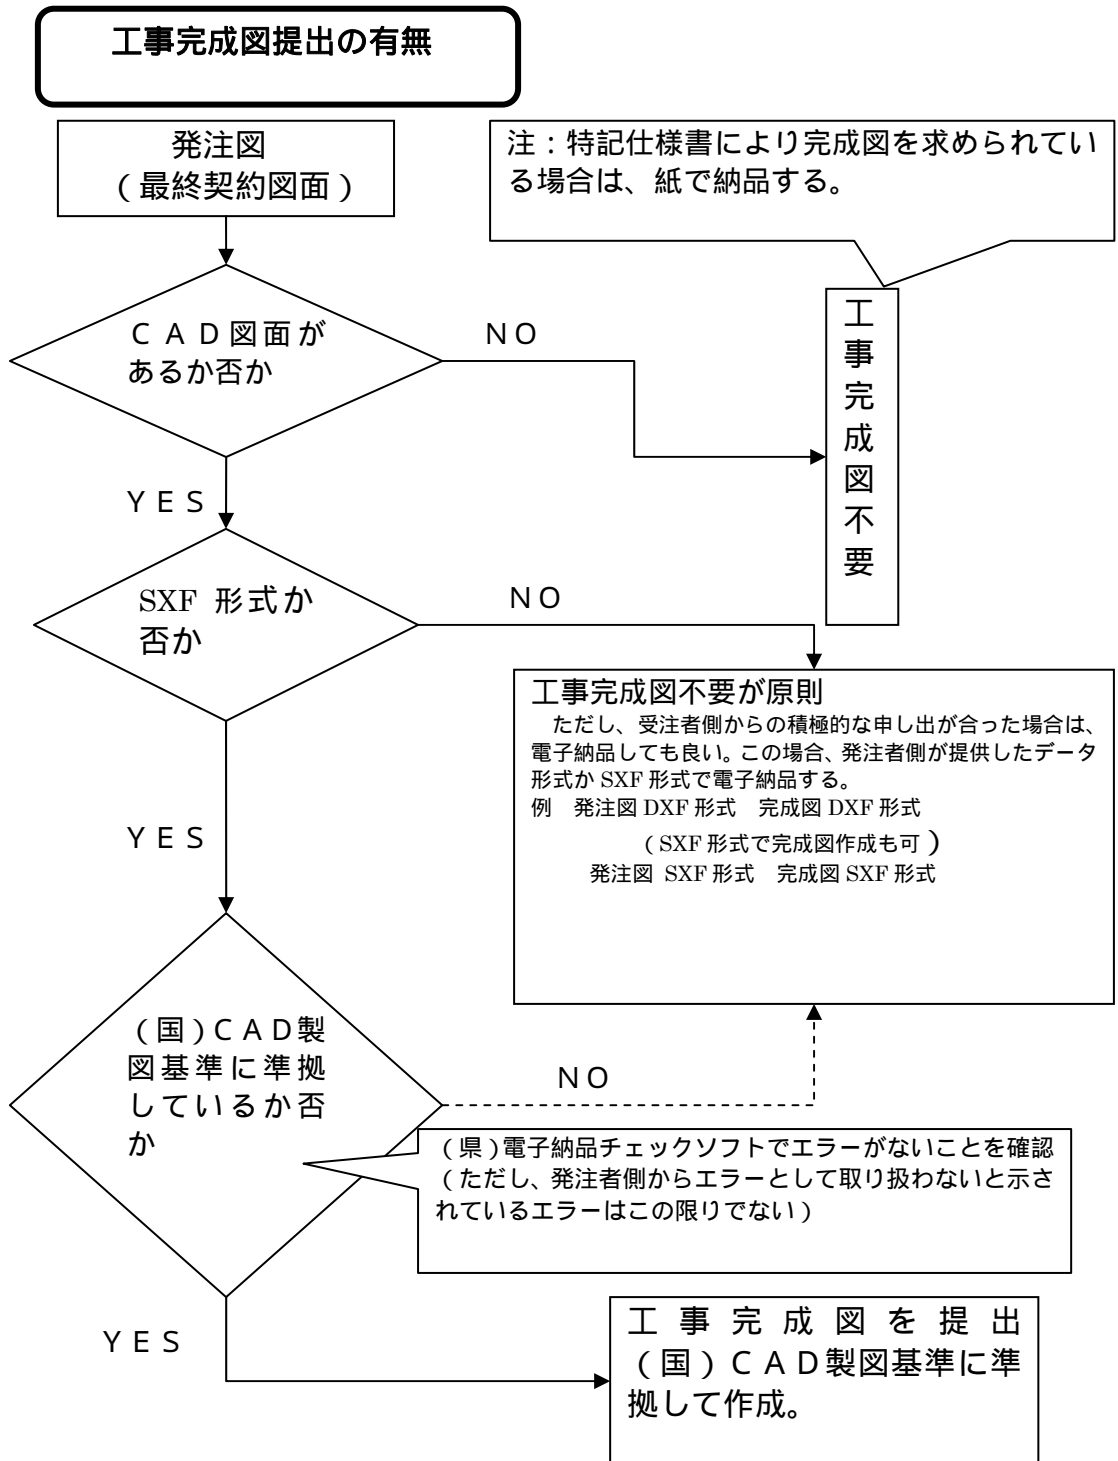 工事完成図提出の有無
発注図
（最終契約図面）
注：特記仕様書により完成図を求められてい
る場合は、紙で納品する。
ＣＡＤ図面が
あるか否か
ＮＯ
工事完成図不要
ＹＥＳ
SXF 形式か
否か
ＮＯ
工事完成図不要が原則
ただし、受注者側からの積極的な申し出が合った場合は、
電子納品しても良い。この場合、発注者側が提供したデータ
形式か SXF 形式で電子納品する。
例　発注図 DXF 形式　完成図 DXF 形式
（SXF 形式で完成図作成も可）
発注図 SXF 形式　完成図 SXF 形式
ＹＥＳ
（国）ＣＡＤ製
図基準に準拠
しているか否
か
ＮＯ
（県）電子納品チェックソフトでエラーがないことを確認
（ただし、発注者側からエラーとして取り扱わないと示さ
れているエラーはこの限りでない）
ＹＥＳ
工事完成図を提出
（国）ＣＡＤ製図基準に準
拠して作成。